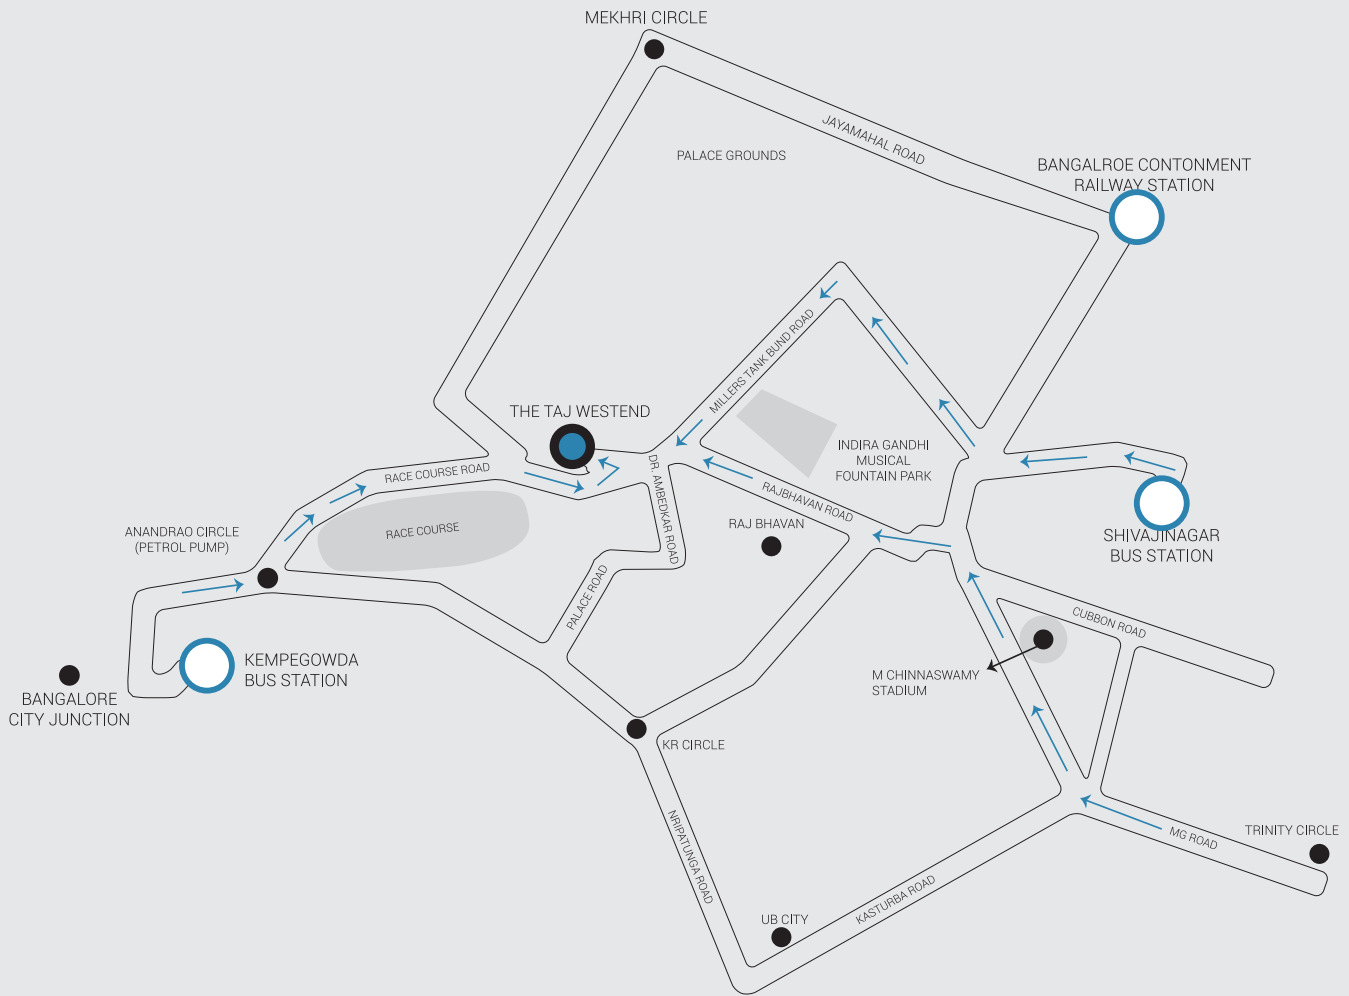 MEKHRI CIRCLE
JAYAMAHAL ROAD
PALACE GROUNDS
BANGALROE CONTONMENT
RAILWAY STATION
MILLERS TANK BUND ROAD
THE TAJ WESTEND
INDIRA GANDHI
MUSICAL
FOUNTAIN PARK
RACE COURSE ROAD
DR. AMBEDKAR ROAD
RAJBHAVAN ROAD
RAJ BHAVAN
RACE COURSE
ANANDRAO CIRCLE
(PETROL PUMP)
SHIVAJINAGAR
BUS STATION
PALACE ROAD
CUBBON ROAD
KEMPEGOWDA
BUS STATION
M CHINNASWAMY
STADIUM
BANGALORE
CITY JUNCTION
KR CIRCLE
NRIPATUNGA ROAD
MG ROAD
TRINITY CIRCLE
KASTURBA ROAD
UB CITY